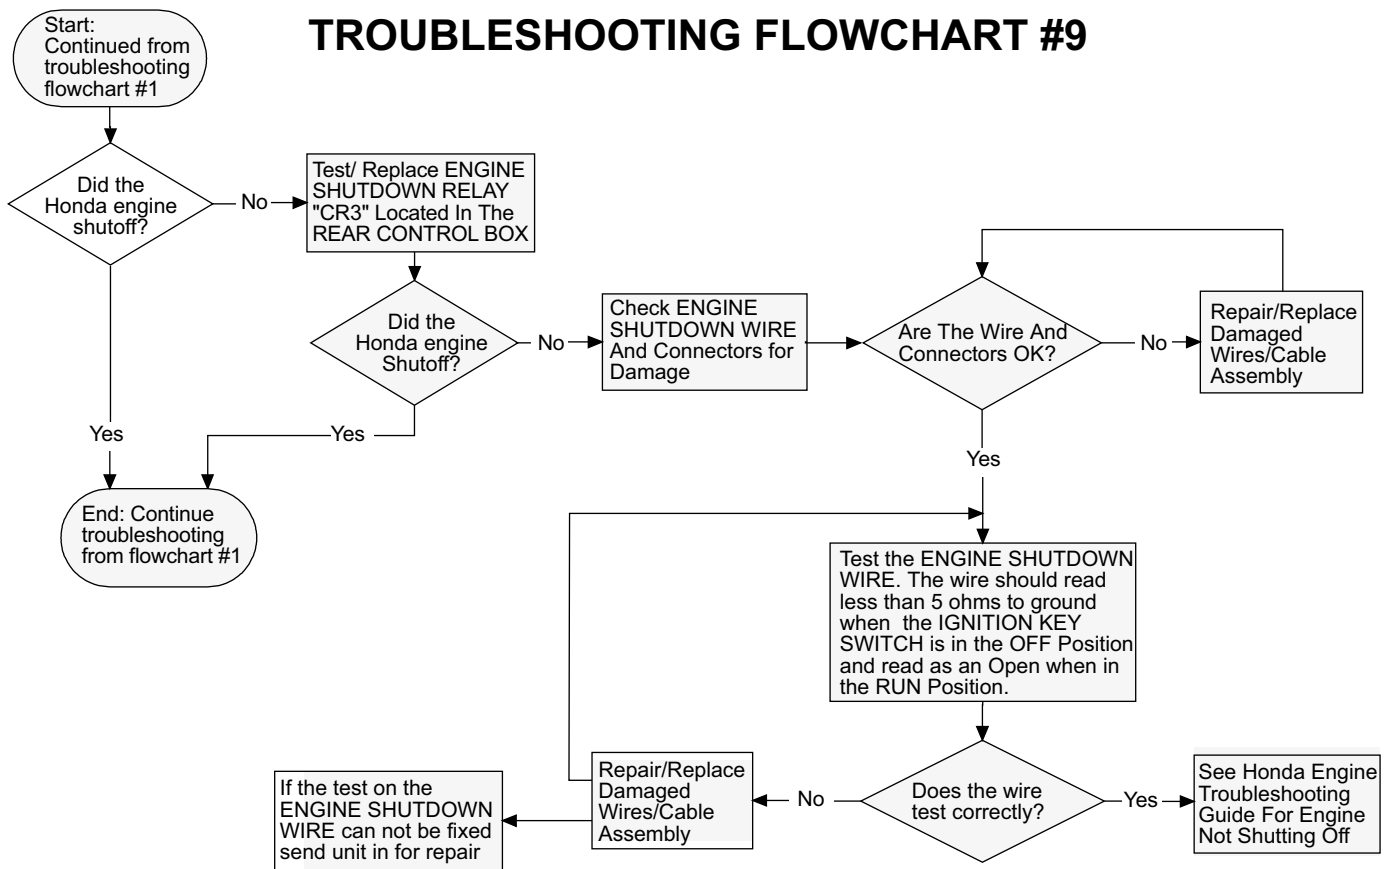 TROUBLESHOOTING FLOWCHART #9
Start:
Continued from
troubleshooting
flowchart #1
Did the
Honda engine
shutoff?
No
Test/ Replace ENGINE
SHUTDOWN RELAY
"CR3" Located In The
REAR CONTROL BOX
Did the
Honda engine
Shutoff?
No
Check ENGINE
SHUTDOWN WIRE
And Connectors for
Damage
Are The Wire And
Connectors OK?
No
Repair/Replace
Damaged
Wires/Cable
Assembly
Yes
Yes
Yes
End: Continue
troubleshooting
from flowchart #1
Test the ENGINE SHUTDOWN
WIRE. The wire should read
less than 5 ohms to ground
when  the IGNITION KEY
SWITCH is in the OFF Position
and read as an Open when in
the RUN Position.
Does the wire
test correctly?
No
Repair/Replace
Damaged
Wires/Cable
Assembly
If the test on the
ENGINE SHUTDOWN
WIRE can not be fixed
send unit in for repair
Yes
See Honda Engine
Troubleshooting
Guide For Engine
Not Shutting Off